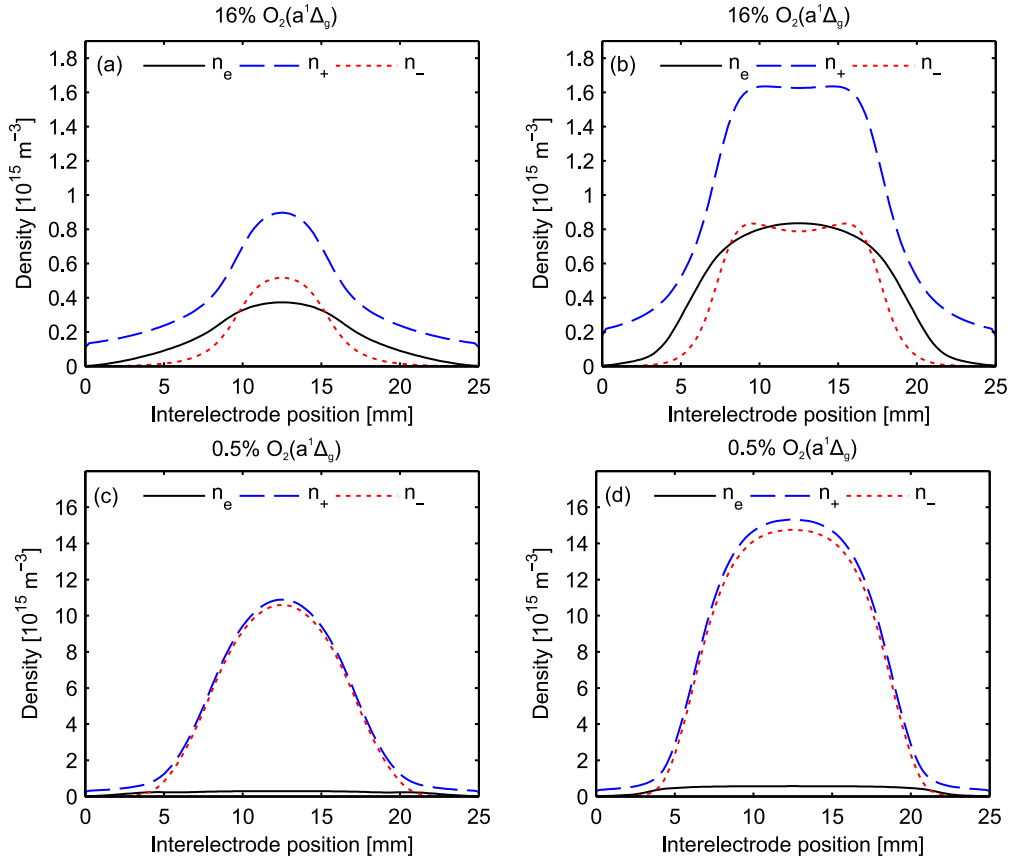 16% O₂(a¹Δg)
(a) nₑ n₊ n₋
Density [10¹⁵ m⁻³]
1.8
1.6
1.4
1.2
1
0.8
0.6
0.4
0.2
0
0 5 10 15 20 25
Interelectrode position [mm]
16% O₂(a¹Δg)
(b) nₑ n₊ n₋
Density [10¹⁵ m⁻³]
1.8
1.6
1.4
1.2
1
0.8
0.6
0.4
0.2
0
0 5 10 15 20 25
Interelectrode position [mm]
0.5% O₂(a¹Δg)
(c) nₑ n₊ n₋
Density [10¹⁵ m⁻³]
16
14
12
10
8
6
4
2
0
0 5 10 15 20 25
Interelectrode position [mm]
0.5% O₂(a¹Δg)
(d) nₑ n₊ n₋
Density [10¹⁵ m⁻³]
16
14
12
10
8
6
4
2
0
0 5 10 15 20 25
Interelectrode position [mm]